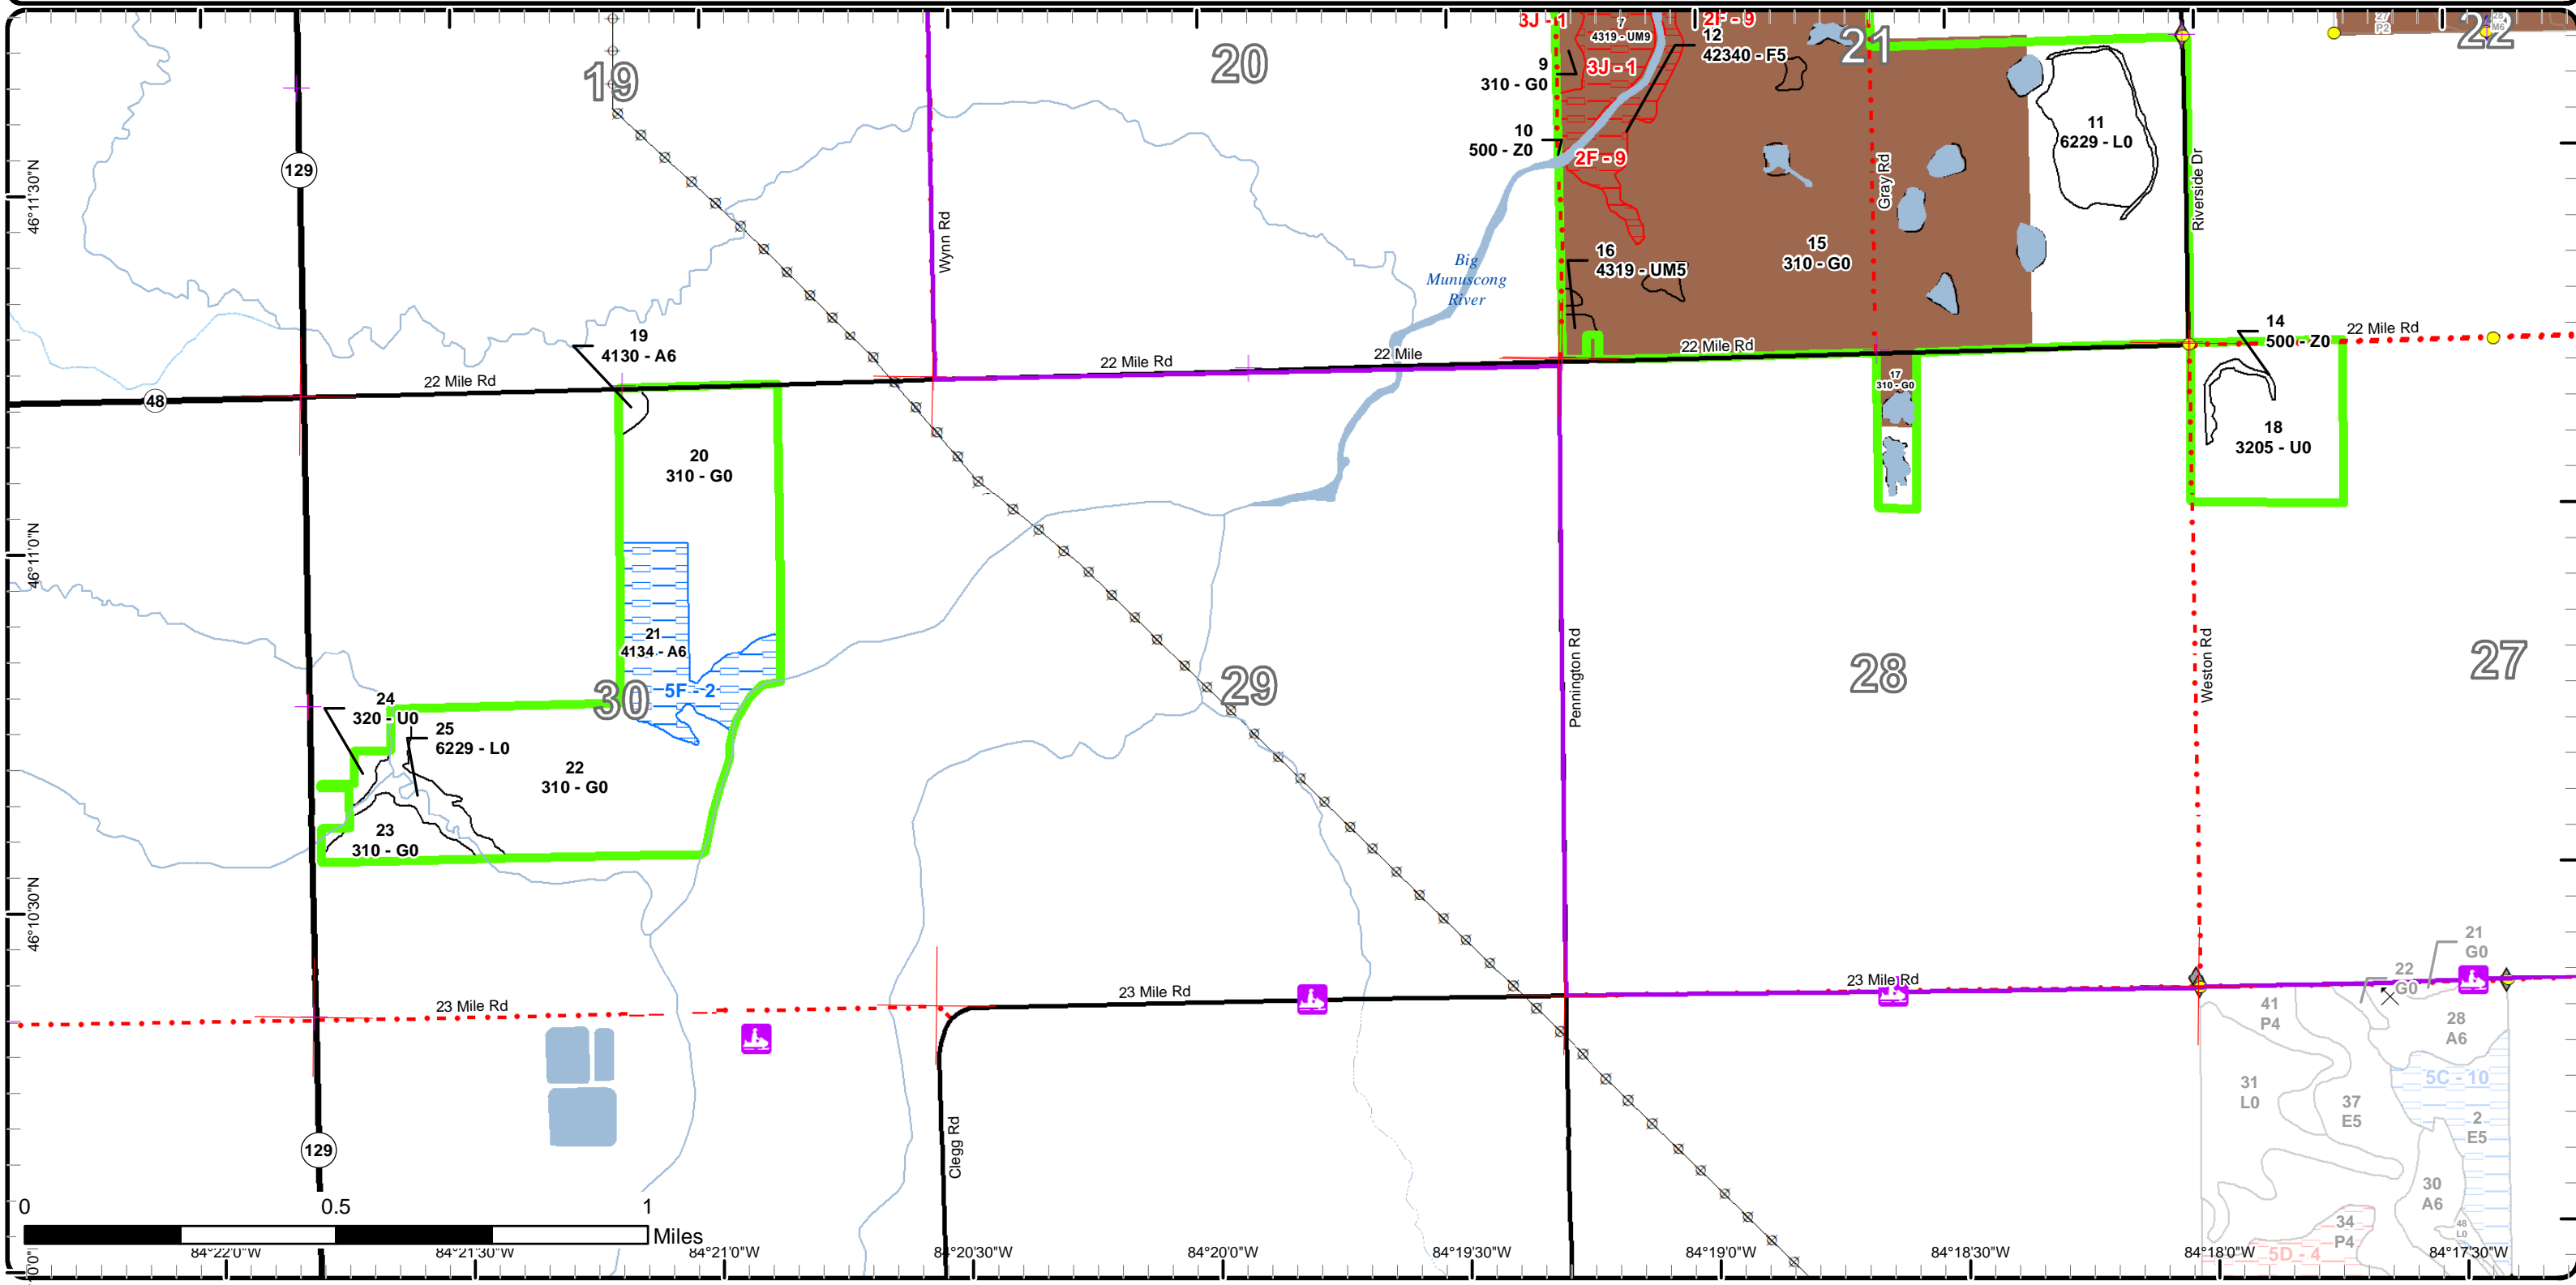 3J - 1
7
4319 - UM9
2F - 9
12
42340 - F5
27
P2
28
M6
22
19
20
21
9
310 - G0
3J - 1
10
500 - Z0
2F - 9
11
6229 - L0
129
46°11'30"N
Wynn Rd
Gray Rd
Riverside Dr
Big
Munuscong
River
16
4319 - UM5
15
310 - G0
19
4130 - A6
22 Mile Rd
22 Mile Rd
22 Mile
22 Mile Rd
14
500 - Z0
22 Mile Rd
48
17
310 - G0
20
310 - G0
18
3205 - U0
46°11'0"N
21
4134 - A6
5F - 2
30
29
28
27
Pennington Rd
Weston Rd
24
320 - U0
25
6229 - L0
22
310 - G0
23
310 - G0
46°10'30"N
21
G0
22
G0
23 Mile Rd
23 Mile Rd
23 Mile Rd
41
P4
28
A6
31
L0
5C - 10
37
E5
2
E5
129
Clegg Rd
30
A6
34
P4
48
L0
5D - 4
0
0.5
1
Miles
84°22'0"W
84°21'30"W
84°21'0"W
84°20'30"W
84°20'0"W
84°19'30"W
84°19'0"W
84°18'30"W
84°18'0"W
84°17'30"W